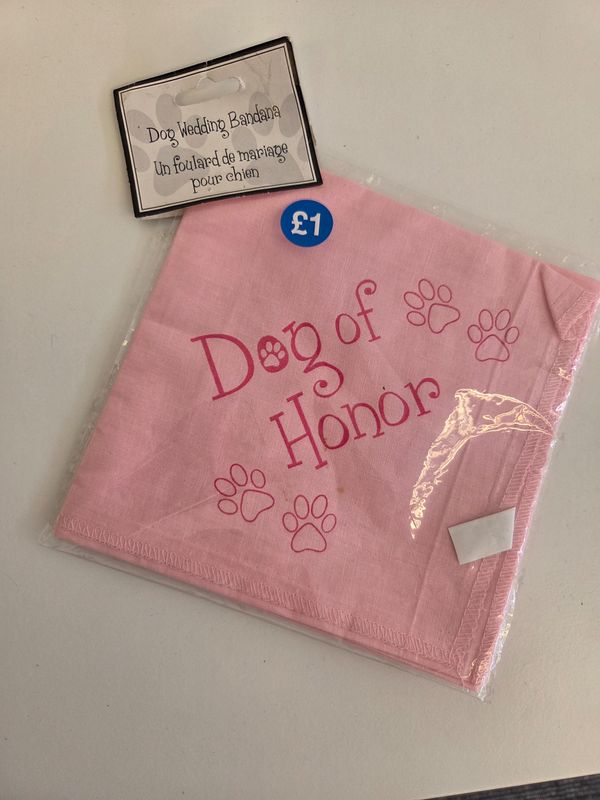 Dog Wedding Bandana
Un foulard de mariage
pour chien
£1
Dog of
Honor